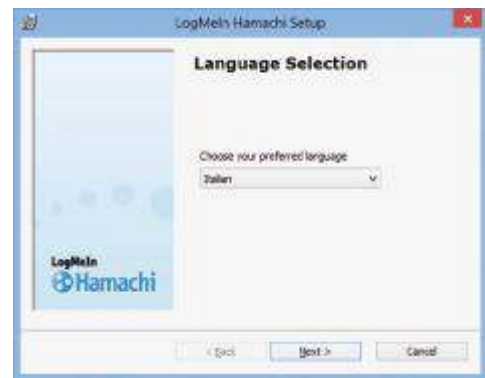 LogMeIn Hamachi Setup
Language Selection
Choose your preferred language
Italian
LogMeIn
Hamachi
< Back
Next >
Cancel